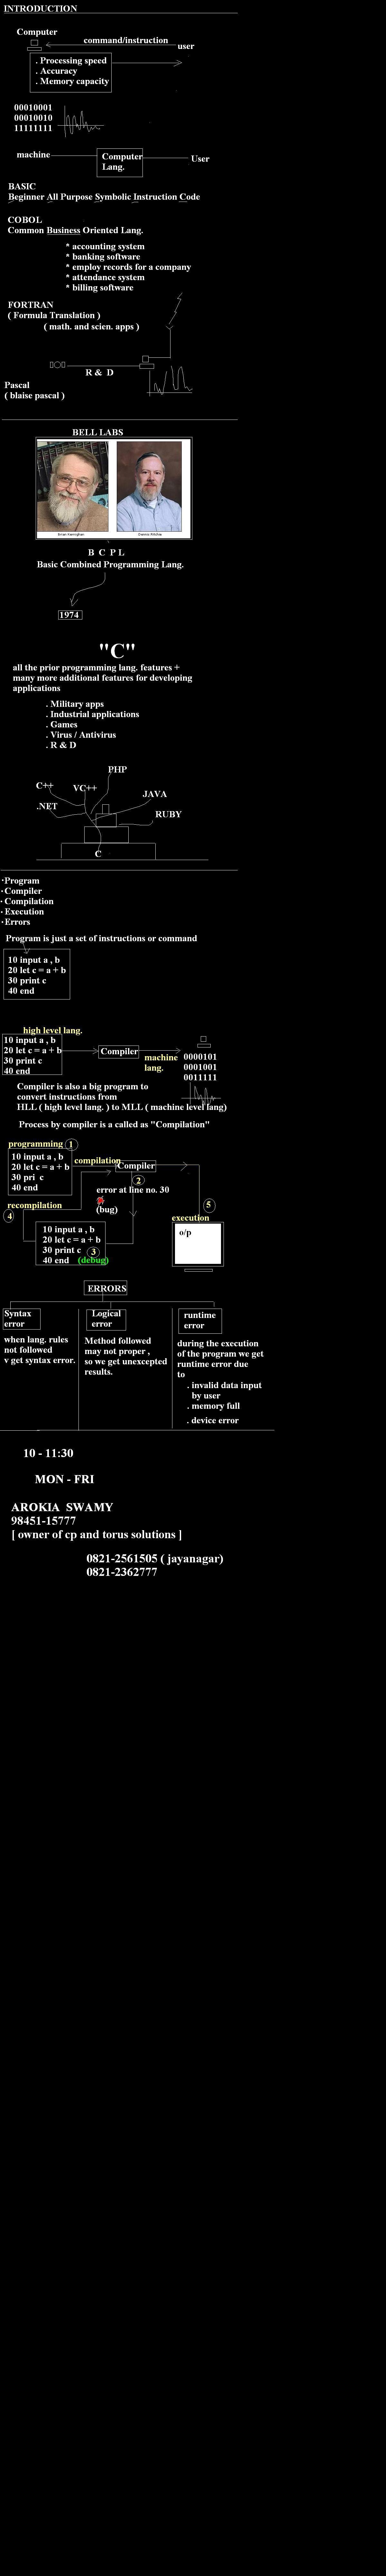 INTRODUCTION
Computer
command/instruction
user
. Processing speed
. Accuracy
. Memory capacity
00010001
00010010
11111111
machine
Computer
Lang.
User
BASIC
Beginner All Purpose Symbolic Instruction Code
COBOL
Common Business Oriented Lang.
* accounting system
* banking software
* employ records for a company
* attendance system
* billing software
FORTRAN
( Formula Translation )
( math. and scien. apps )
R & D
Pascal
( blaise pascal )
BELL LABS
Brian Kernighan
Dennis Ritchie
B C P L
Basic Combined Programming Lang.
1974
"C"
all the prior programming lang. features +
many more additional features for developing
applications
. Military apps
. Industrial applications
. Games
. Virus / Antivirus
. R & D
PHP
C++
VC++
JAVA
.NET
RUBY
C
·Program
·Compiler
·Compilation
·Execution
·Errors
Program is just a set of instructions or command
10 input a , b
20 let c = a + b
30 print c
40 end
high level lang.
10 input a , b
20 let c = a + b
30 print c
40 end
Compiler
machine
lang.
0000101
0001001
0011111
Compiler is also a big program to
convert instructions from
HLL ( high level lang. ) to MLL ( machine level lang)
Process by compiler is a called as "Compilation"
programming 1
10 input a , b
20 let c = a + b
30 pri c
40 end
compilation
Compiler
2
error at line no. 30
(bug)
recompilation
4
5
execution
o/p
10 input a , b
20 let c = a + b
30 print c 3
40 end (debug)
ERRORS
Syntax
error
Logical
error
runtime
error
when lang. rules
not followed
v get syntax error.
Method followed
may not proper ,
so we get unexcepted
results.
during the execution
of the program we get
runtime error due
to
. invalid data input
by user
. memory full
. device error
10 - 11:30
MON - FRI
AROKIA SWAMY
98451-15777
[ owner of cp and torus solutions ]
0821-2561505 ( jayanagar)
0821-2362777